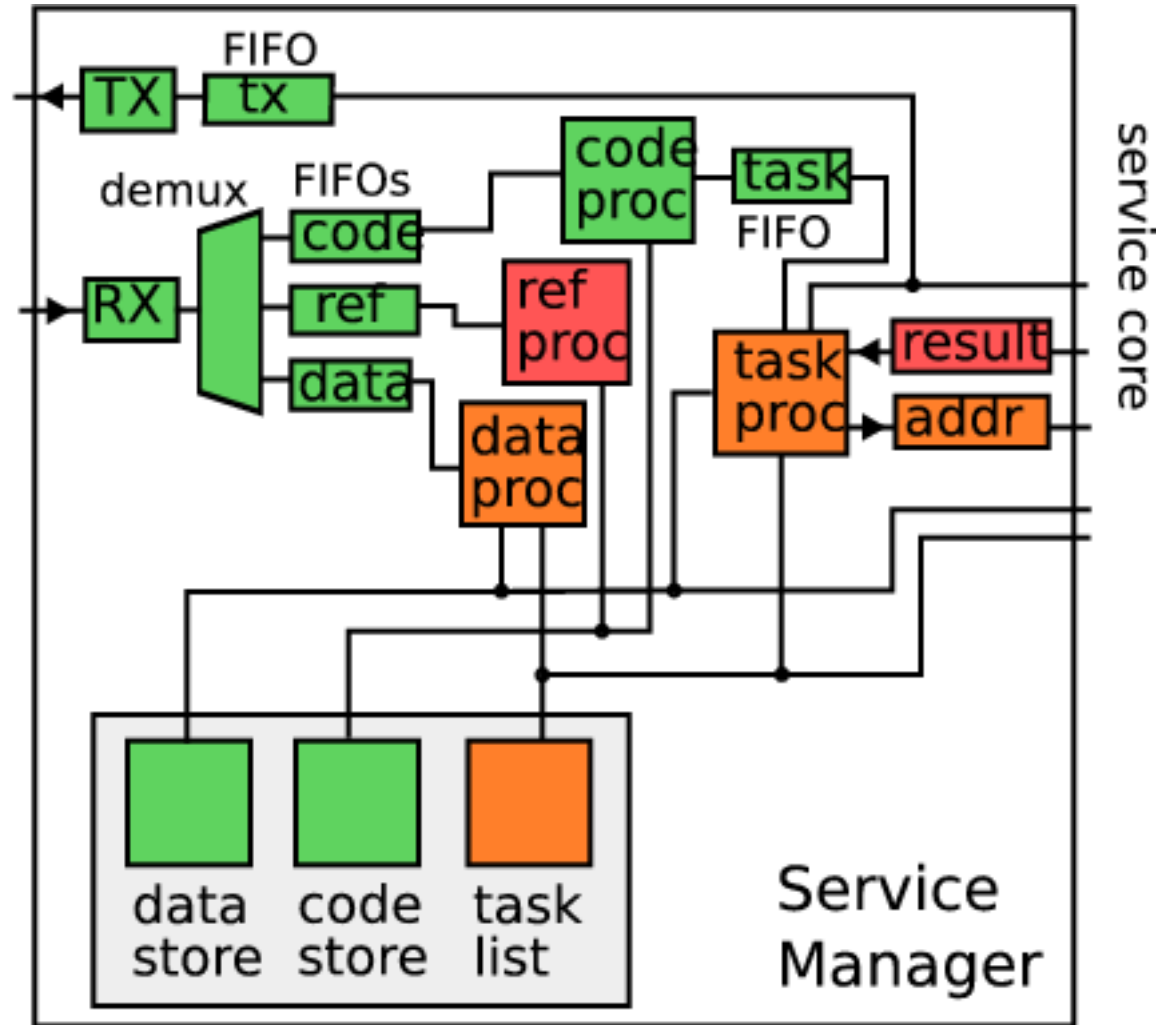 FIFO
TX
tx
demux
FIFOs
code
code
proc
task
FIFO
RX
ref
ref
proc
data
data
proc
task
proc
result
addr
service core
data
store
code
store
task
list
Service
Manager